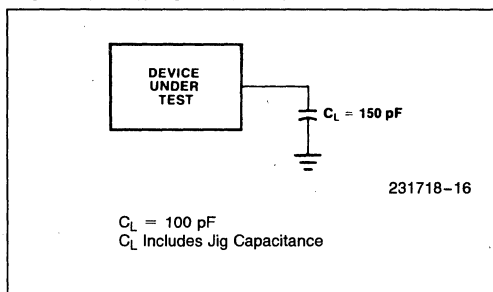 DEVICE
UNDER
TEST
C_L = 150 pF
231718–16
C_L = 100 pF
C_L Includes Jig Capacitance